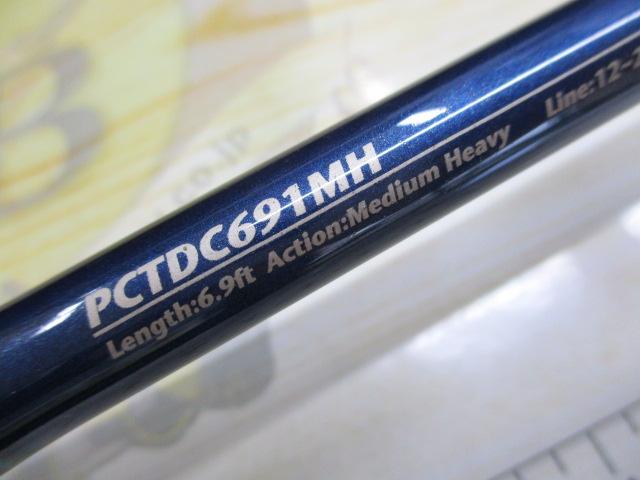 PCTDC691MH
Length:6.9ft Action:Medium Heavy Line:12-2